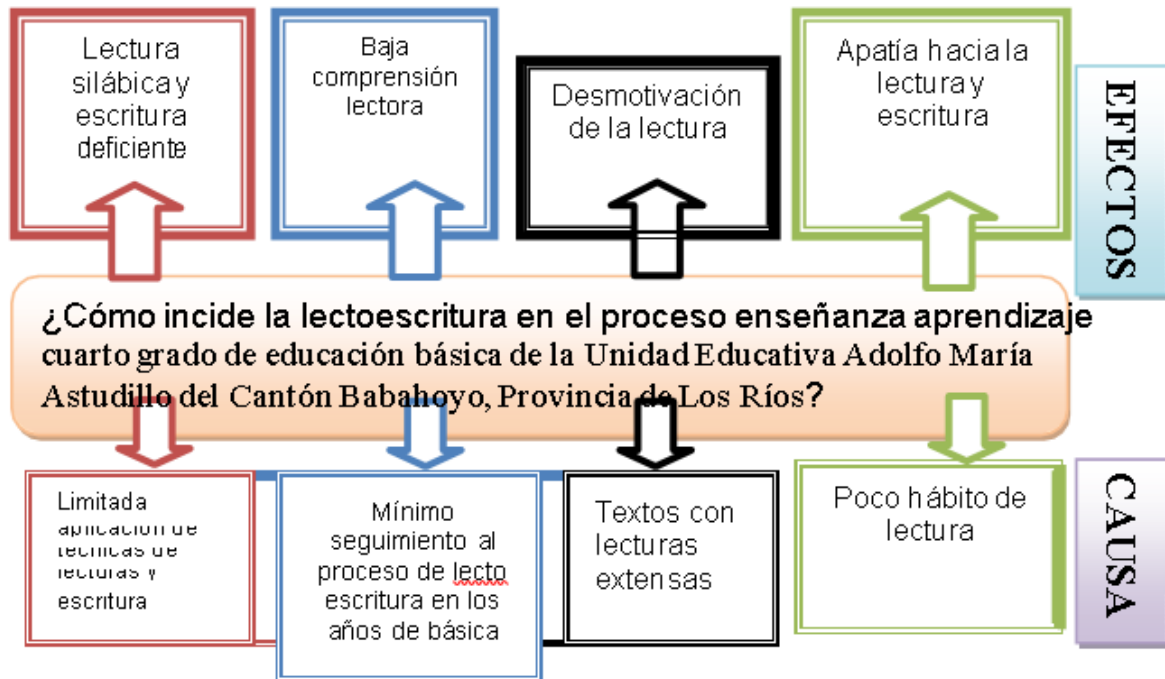 Lectura
silábica y
escritura
deficiente
Baja
comprensión
lectora
Desmotivación
de la lectura
Apatía hacia la
lectura y
escritura
EFECTOS
¿Cómo incide la lectoescritura en el proceso enseñanza aprendizaje
cuarto grado de educación básica de la Unidad Educativa Adolfo María
Astudillo del Cantón Babahoyo, Provincia de Los Ríos?
Limitada
aplicación de
técnicas de
lecturas y
escritura
Mínimo
seguimiento al
proceso de lecto
escritura en los
años de básica
Textos con
lecturas
extensas
Poco hábito de
lectura
CAUSA